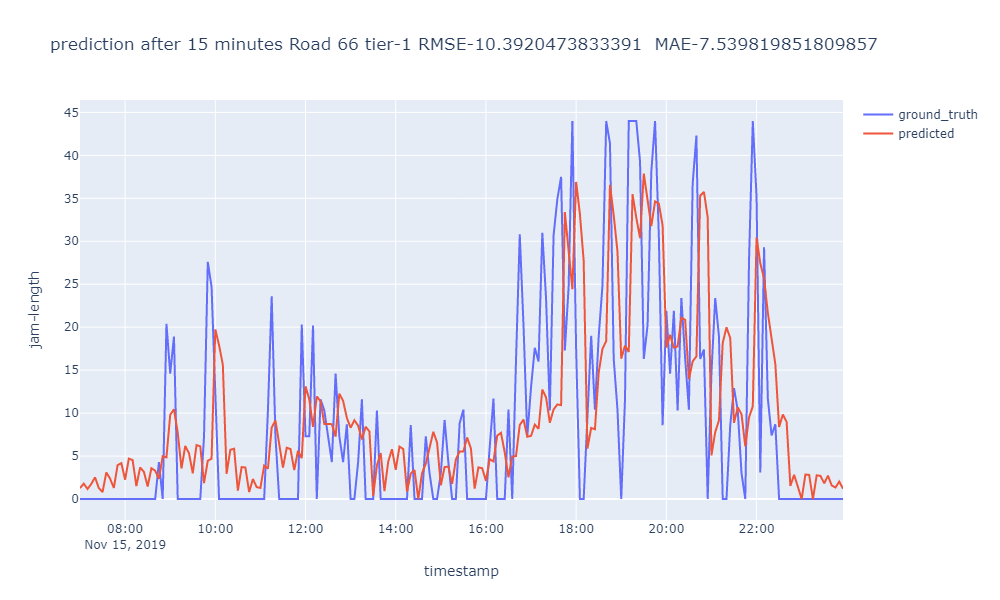 prediction after 15 minutes Road 66 tier-1 RMSE-10.3920473833391  MAE-7.539819851809857
ground_truth
predicted
45
40
35
30
25
20
15
10
5
0
jam-length
08:00 10:00 12:00 14:00 16:00 18:00 20:00 22:00
Nov 15, 2019
timestamp